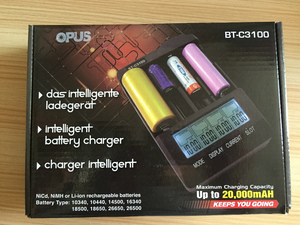 OPUS
BT-C3100
das intelligente
ladegerät
intelligent
battery charger
charger intelligent
MODE DISPLAY CURRENT SLOT
NiCd, NiMH or Li-ion rechargeable batteries
Battery Type: 10340, 10440, 14500, 16340
18500, 18650, 26650, 26500
Maximum Charging Capacity
Up to 20,000mAH
KEEPS YOU GOING